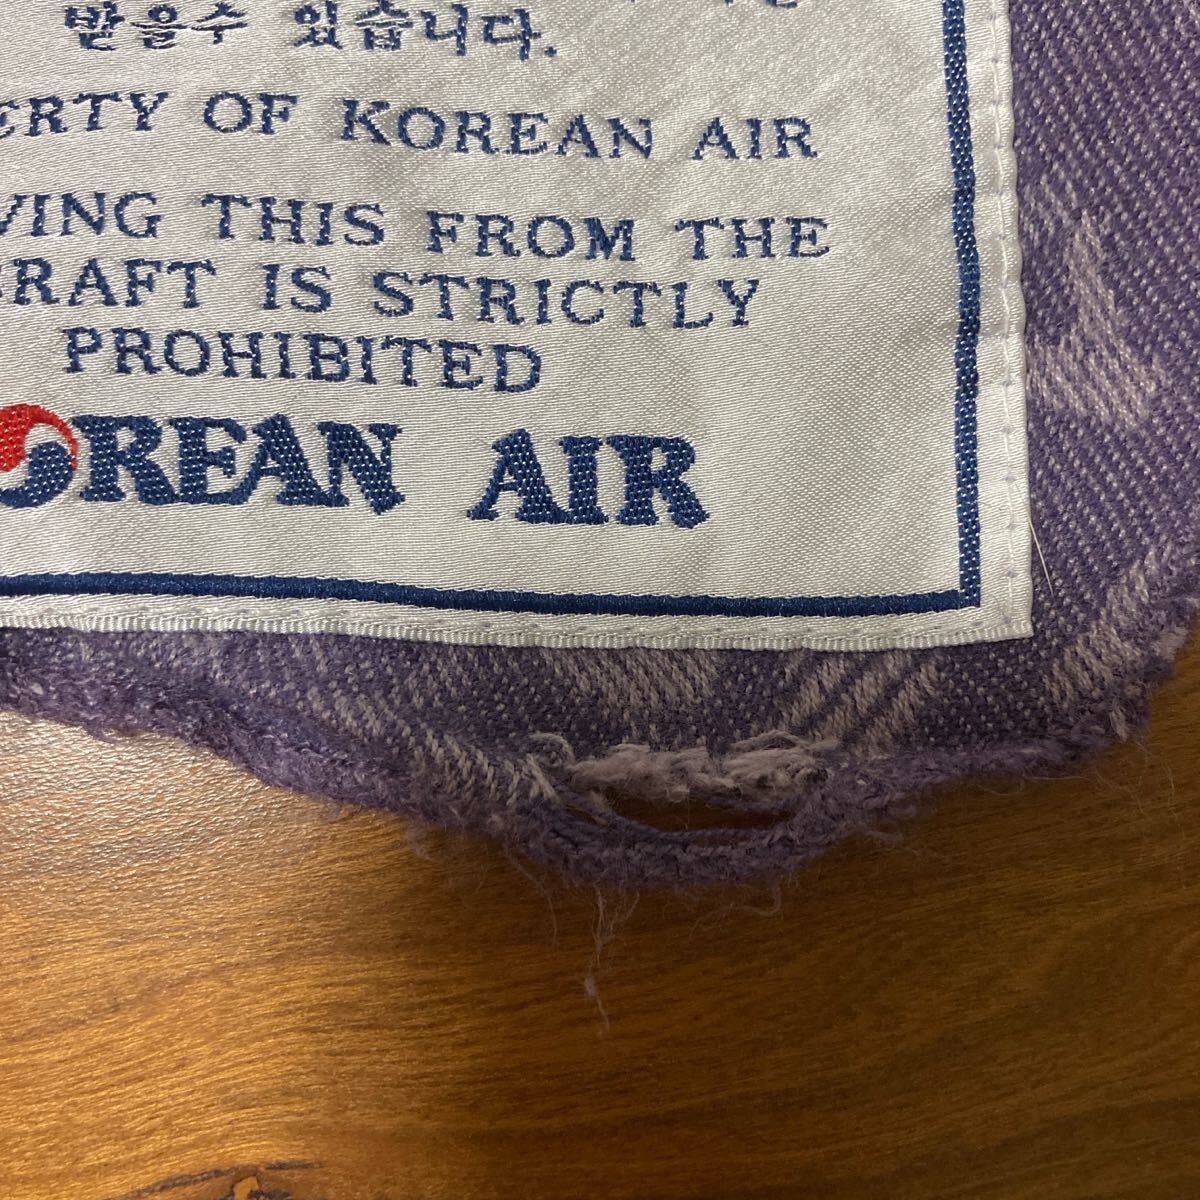 받을수 있습니다.
ERTY OF KOREAN AIR
VING THIS FROM THE
RAFT IS STRICTLY
PROHIBITED
KOREAN AIR